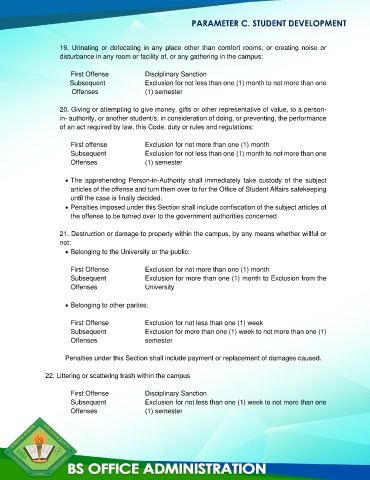 PARAMETER C. STUDENT DEVELOPMENT
19. Urinating or defecating in any place other than comfort rooms, or creating noise or
disturbance in any room or facility of, or any gathering in the campus:
First Offense Disciplinary Sanction
Subsequent Exclusion for not less than one (1) month to not more than one
Offenses (1) semester
20. Giving or attempting to give money, gifts or other representative of value, to a person-
in- authority, or another student/s, in consideration of doing, or preventing, the performance
of an act required by law, this Code, duty or rules and regulations:
First offense Exclusion for not more than one (1) month
Subsequent Exclusion for not less than one (1) month to not more than one
Offenses (1) semester
• The apprehending Person-in-Authority shall immediately take custody of the subject
articles of the offense and turn them over to for the Office of Student Affairs safekeeping
until the case is finally decided.
• Penalties imposed under this Section shall include confiscation of the subject articles of
the offense to be turned over to the government authorities concerned.
21. Destruction or damage to property within the campus, by any means whether willful or
not:
• Belonging to the University or the public:
First Offense Exclusion for not more than one (1) month
Subsequent Exclusion for more than one (1) month to Exclusion from the
Offenses University
• Belonging to other parties:
First Offense Exclusion for not less than one (1) week
Subsequent Exclusion for more than one (1) week to not more than one (1)
Offenses semester
Penalties under this Section shall include payment or replacement of damages caused.
22. Littering or scattering trash within the campus
First Offense Disciplinary Sanction
Subsequent Exclusion for not less than one (1) week to not more than one
Offenses (1) semester
BS OFFICE ADMINISTRATION